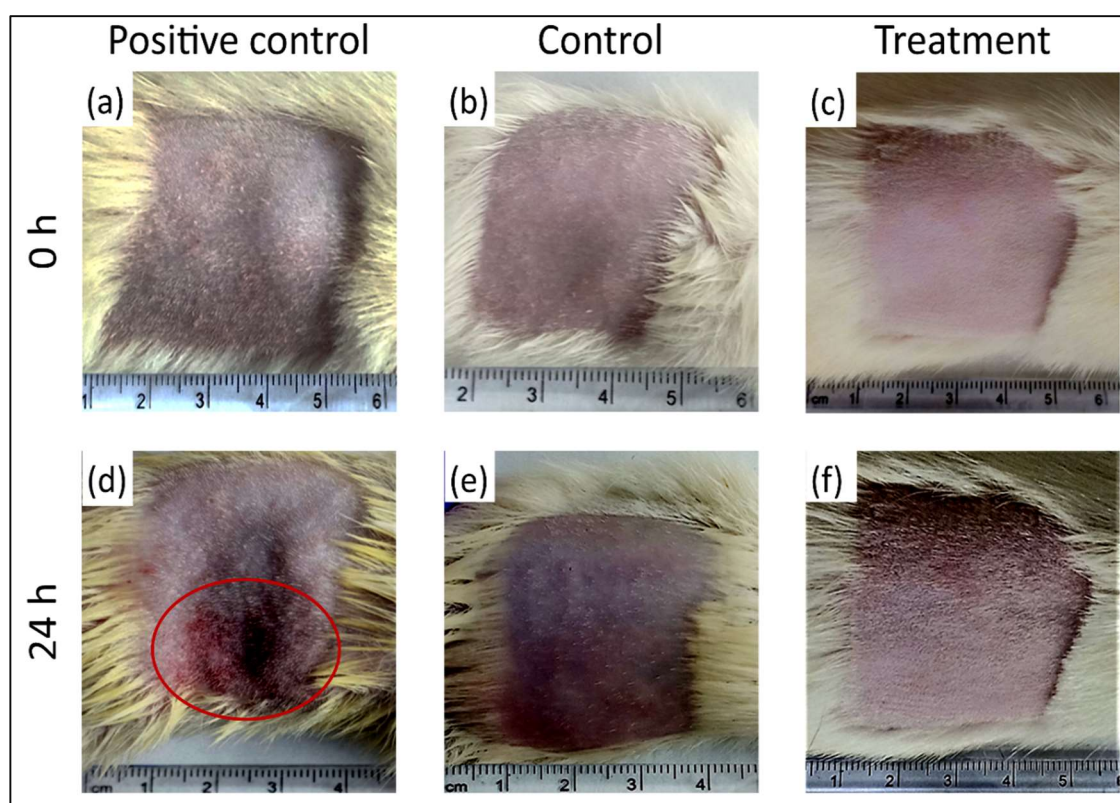 Positive control Control Treatment
0 h
(a)
(b)
(c)
1 2 3 4 5 6
2 3 4 5 6
cm 1 2 3 4 5 6
24 h
(d)
(e)
(f)
cm 1 2 3 4
cm 1 2 3 4
cm 1 2 3 4 5